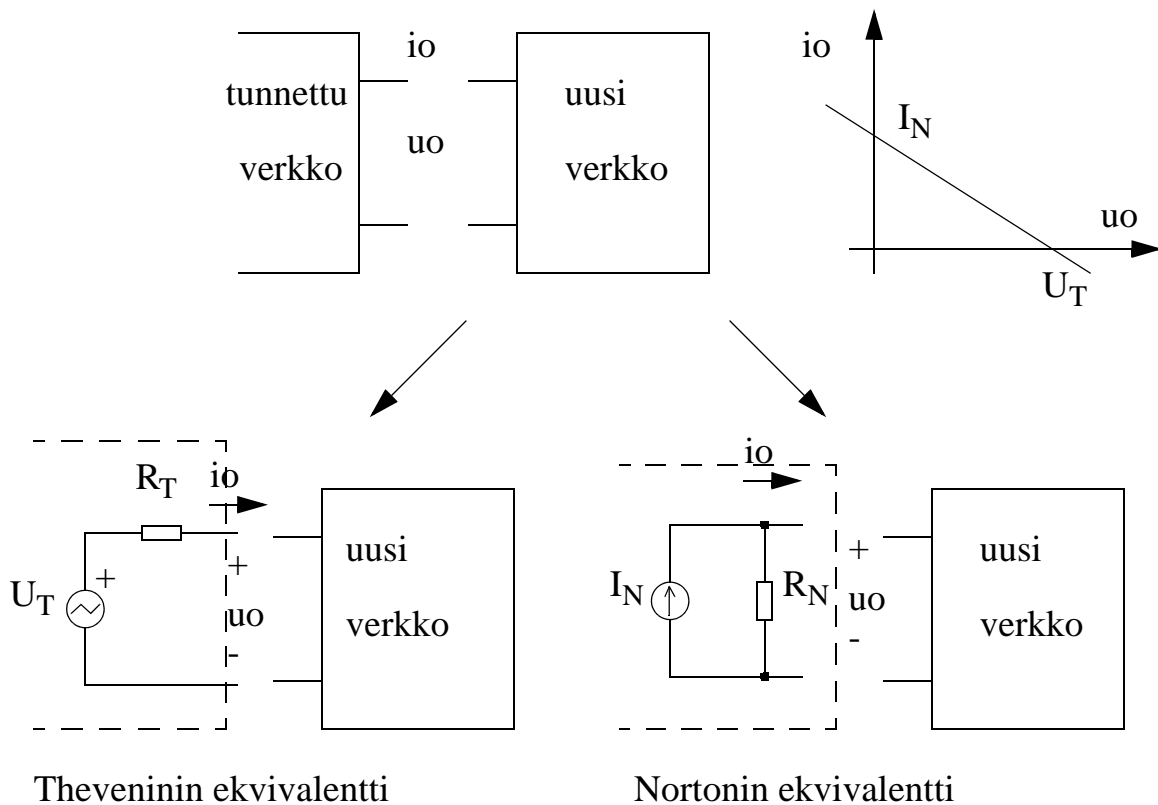 io
tunnettu
uo
verkko
uusi
verkko
io
I_N
uo
U_T
R_T
io
+
U_T
+
uo
-
uusi
verkko
io
I_N
R_N
+
uo
-
uusi
verkko
Theveninin ekvivalentti
Nortonin ekvivalentti